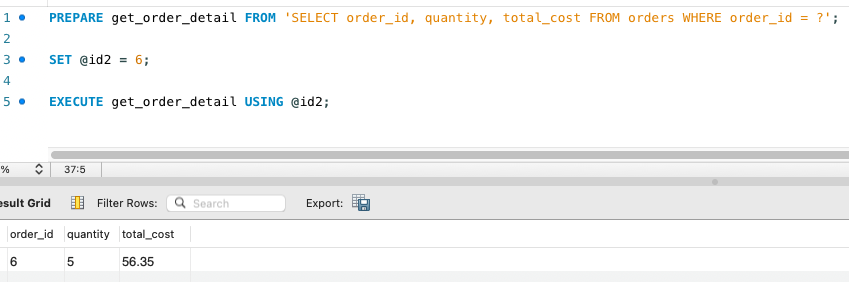 1 PREPARE get_order_detail FROM 'SELECT order_id, quantity, total_cost FROM orders WHERE order_id = ?';
2
3 SET @id2 = 6;
4
5 EXECUTE get_order_detail USING @id2;
% 37:5
esult Grid Filter Rows: Search Export:
order_id quantity total_cost
6 5 56.35